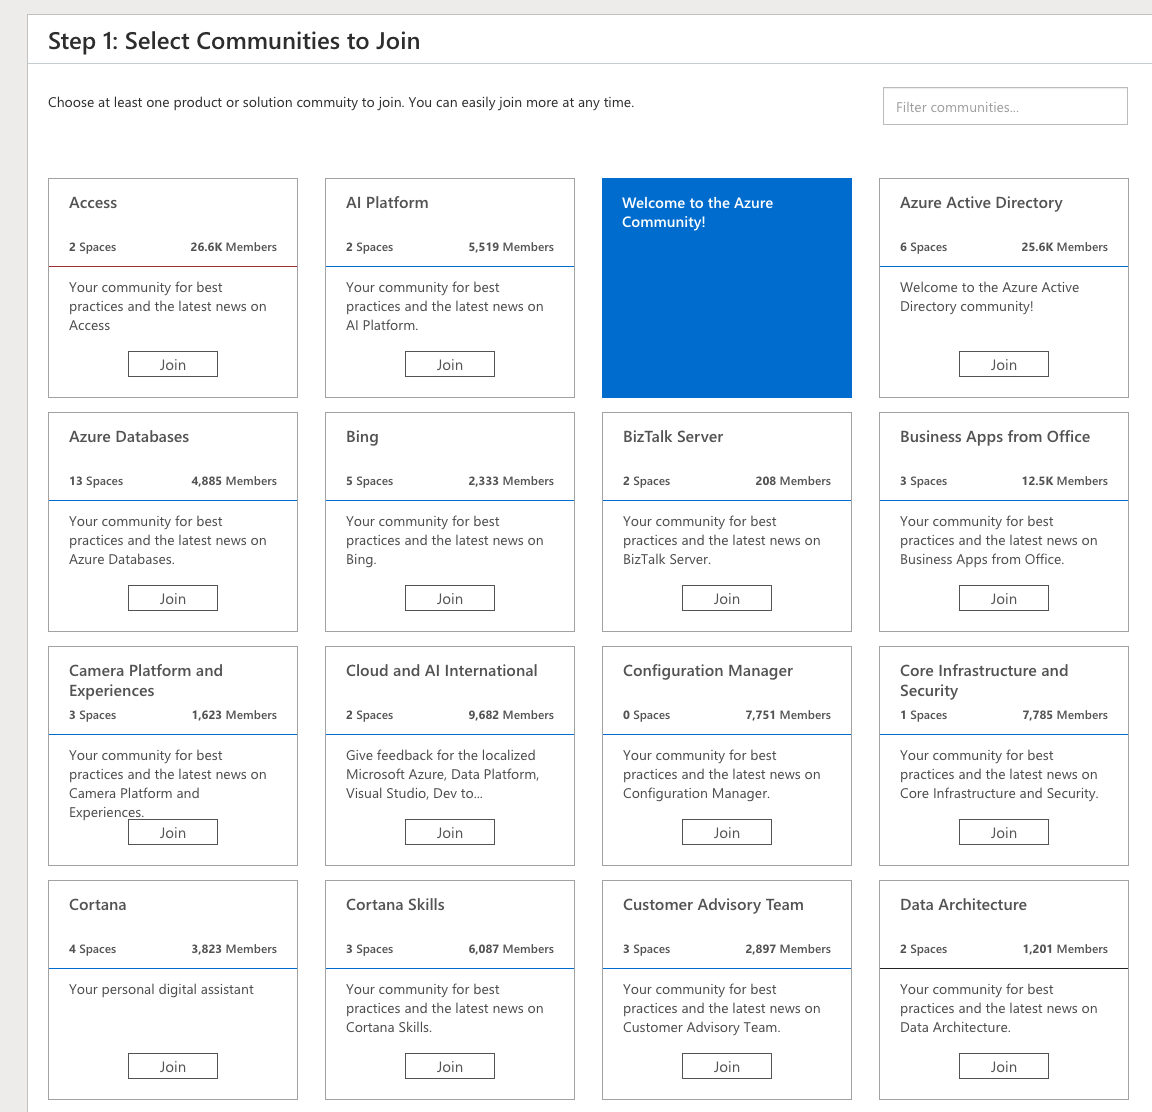 Step 1: Select Communities to Join
Choose at least one product or solution commuity to join. You can easily join more at any time.
Filter communities...
Access
2 Spaces 26.6K Members
Your community for best
practices and the latest news on
Access
Join
AI Platform
2 Spaces 5,519 Members
Your community for best
practices and the latest news on
AI Platform.
Join
Welcome to the Azure
Community!
Azure Active Directory
6 Spaces 25.6K Members
Welcome to the Azure Active
Directory community!
Join
Azure Databases
13 Spaces 4,885 Members
Your community for best
practices and the latest news on
Azure Databases.
Join
Bing
5 Spaces 2,333 Members
Your community for best
practices and the latest news on
Bing.
Join
BizTalk Server
2 Spaces 208 Members
Your community for best
practices and the latest news on
BizTalk Server.
Join
Business Apps from Office
3 Spaces 12.5K Members
Your community for best
practices and the latest news on
Business Apps from Office.
Join
Camera Platform and
Experiences
3 Spaces 1,623 Members
Your community for best
practices and the latest news on
Camera Platform and
Experiences.
Join
Cloud and AI International
2 Spaces 9,682 Members
Give feedback for the localized
Microsoft Azure, Data Platform,
Visual Studio, Dev to...
Join
Configuration Manager
0 Spaces 7,751 Members
Your community for best
practices and the latest news on
Configuration Manager.
Join
Core Infrastructure and
Security
1 Spaces 7,785 Members
Your community for best
practices and the latest news on
Core Infrastructure and Security.
Join
Cortana
4 Spaces 3,823 Members
Your personal digital assistant
Join
Cortana Skills
3 Spaces 6,087 Members
Your community for best
practices and the latest news on
Cortana Skills.
Join
Customer Advisory Team
3 Spaces 2,897 Members
Your community for best
practices and the latest news on
Customer Advisory Team.
Join
Data Architecture
2 Spaces 1,201 Members
Your community for best
practices and the latest news on
Data Architecture.
Join